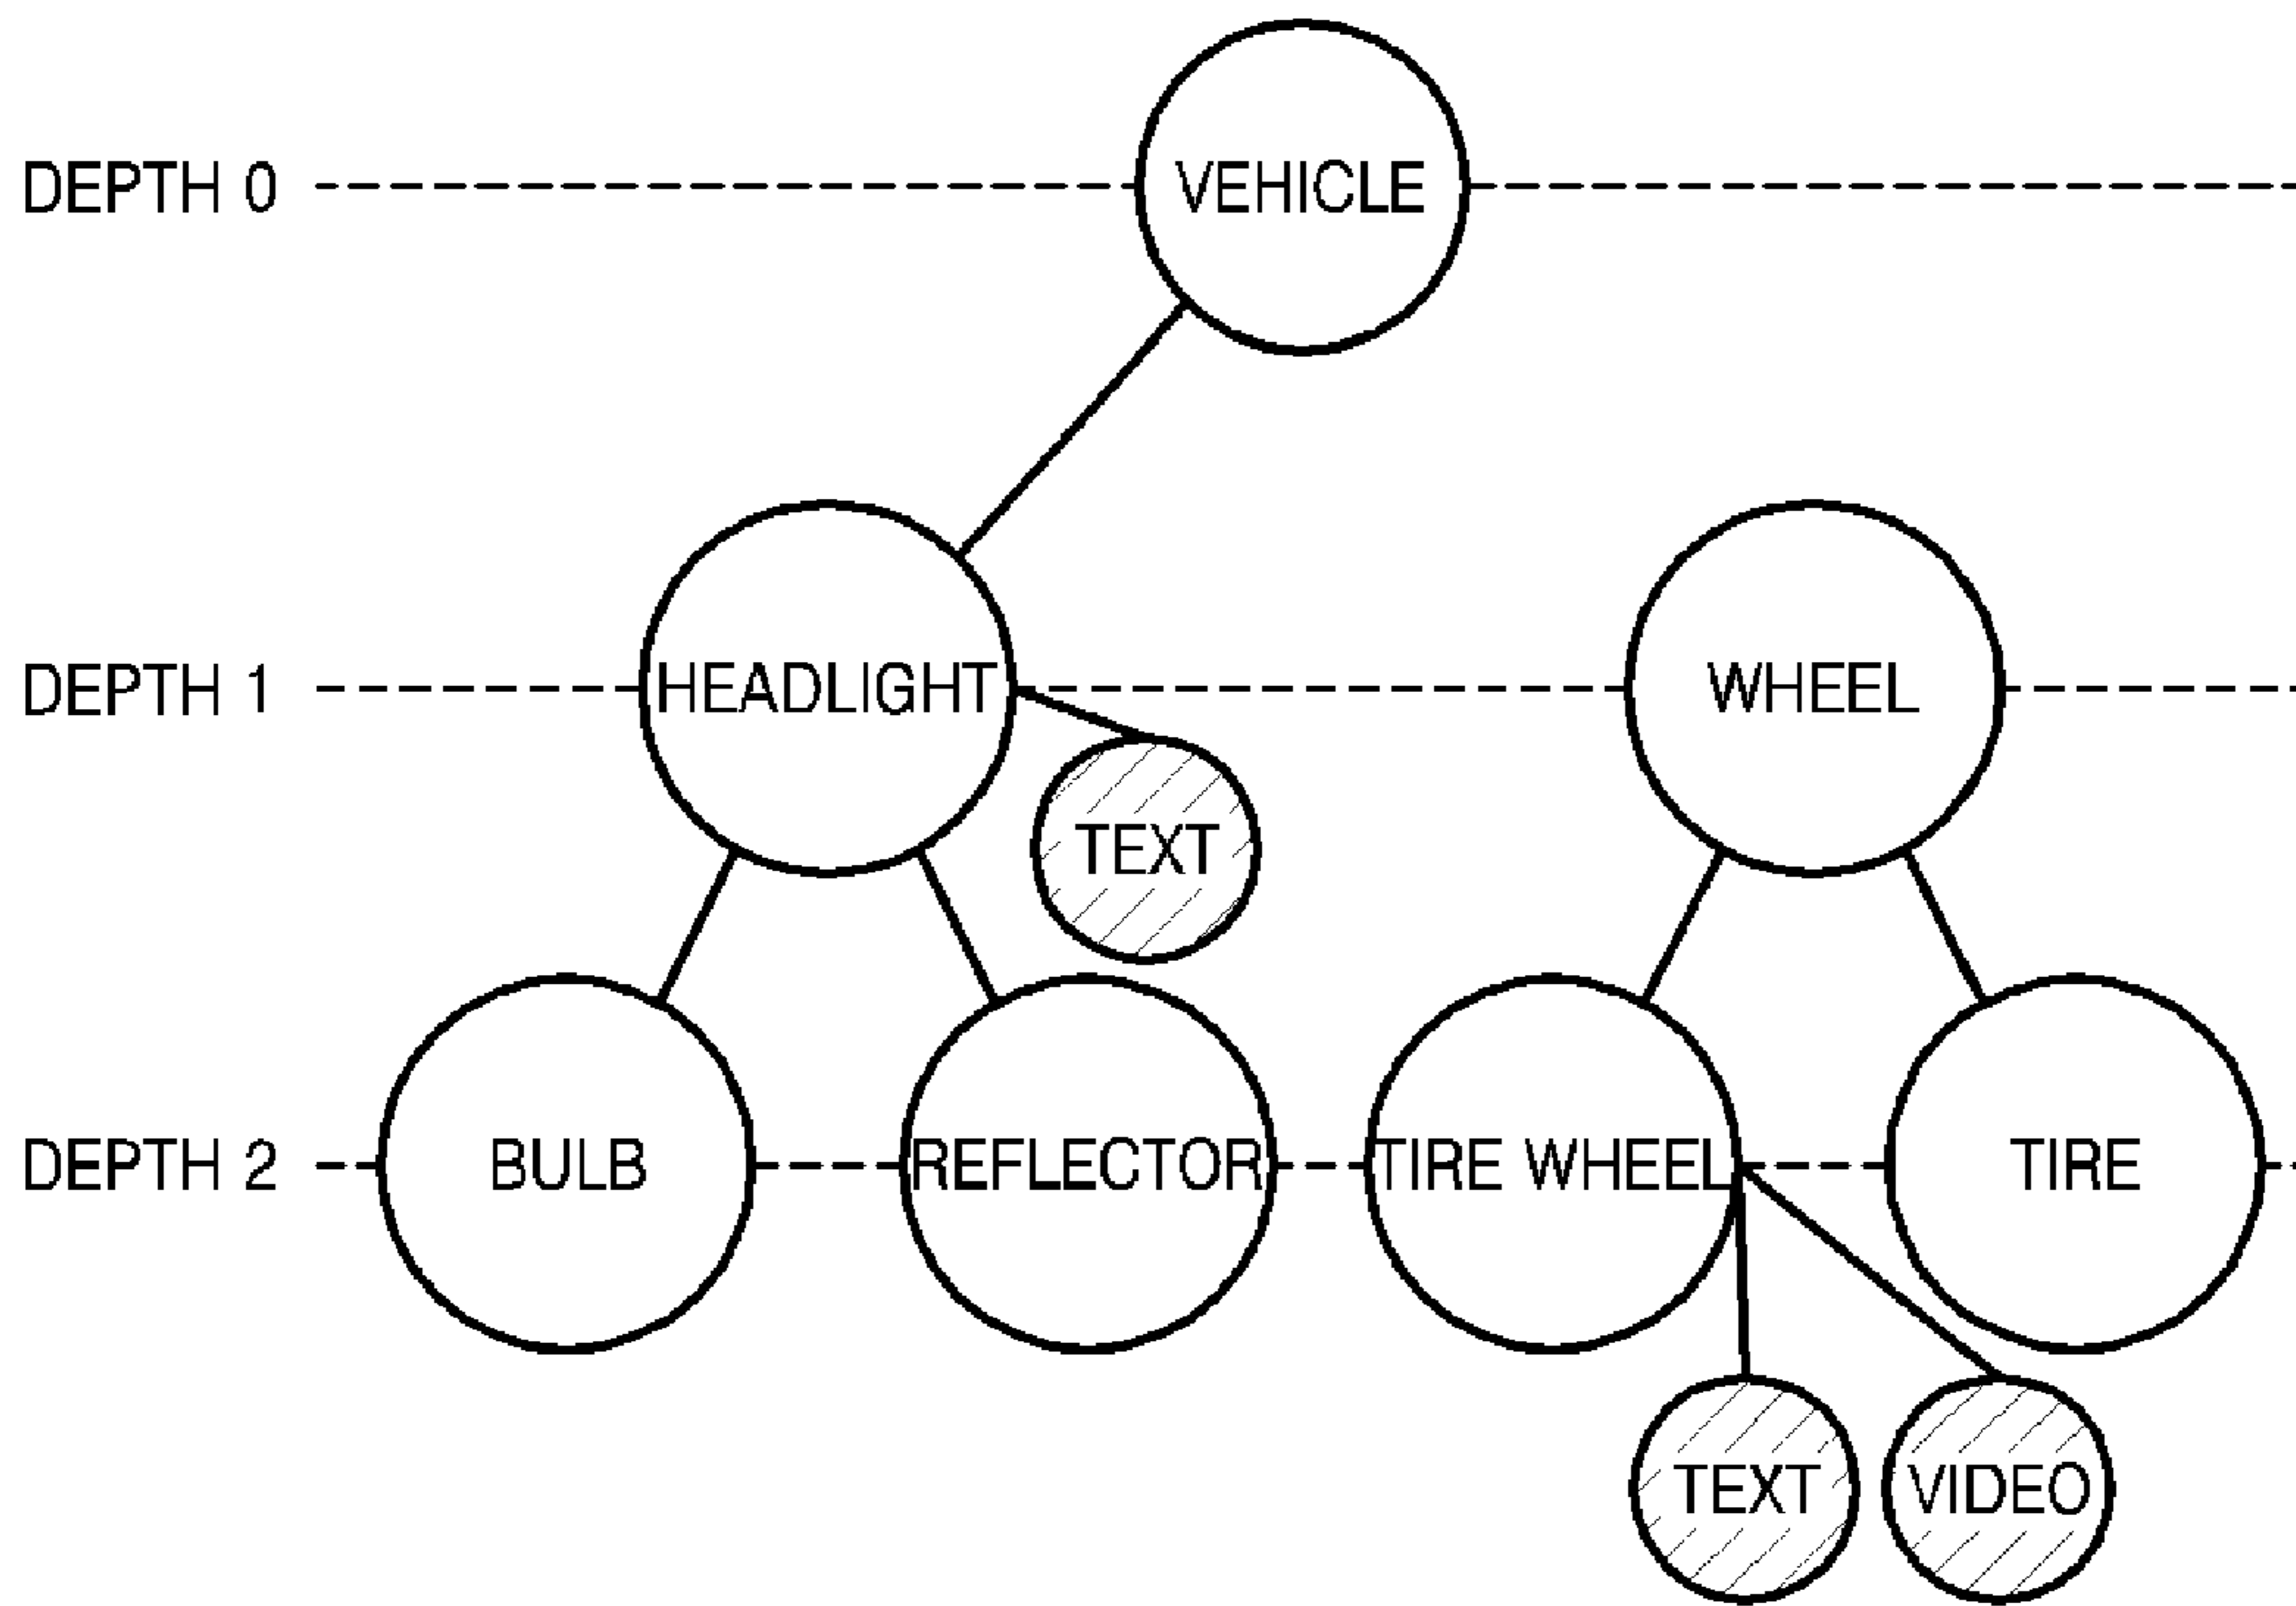 DEPTH 0
VEHICLE
DEPTH 1
HEADLIGHT
WHEEL
TEXT
DEPTH 2
BULB
REFLECTOR
TIRE WHEEL
TIRE
TEXT
VIDEO